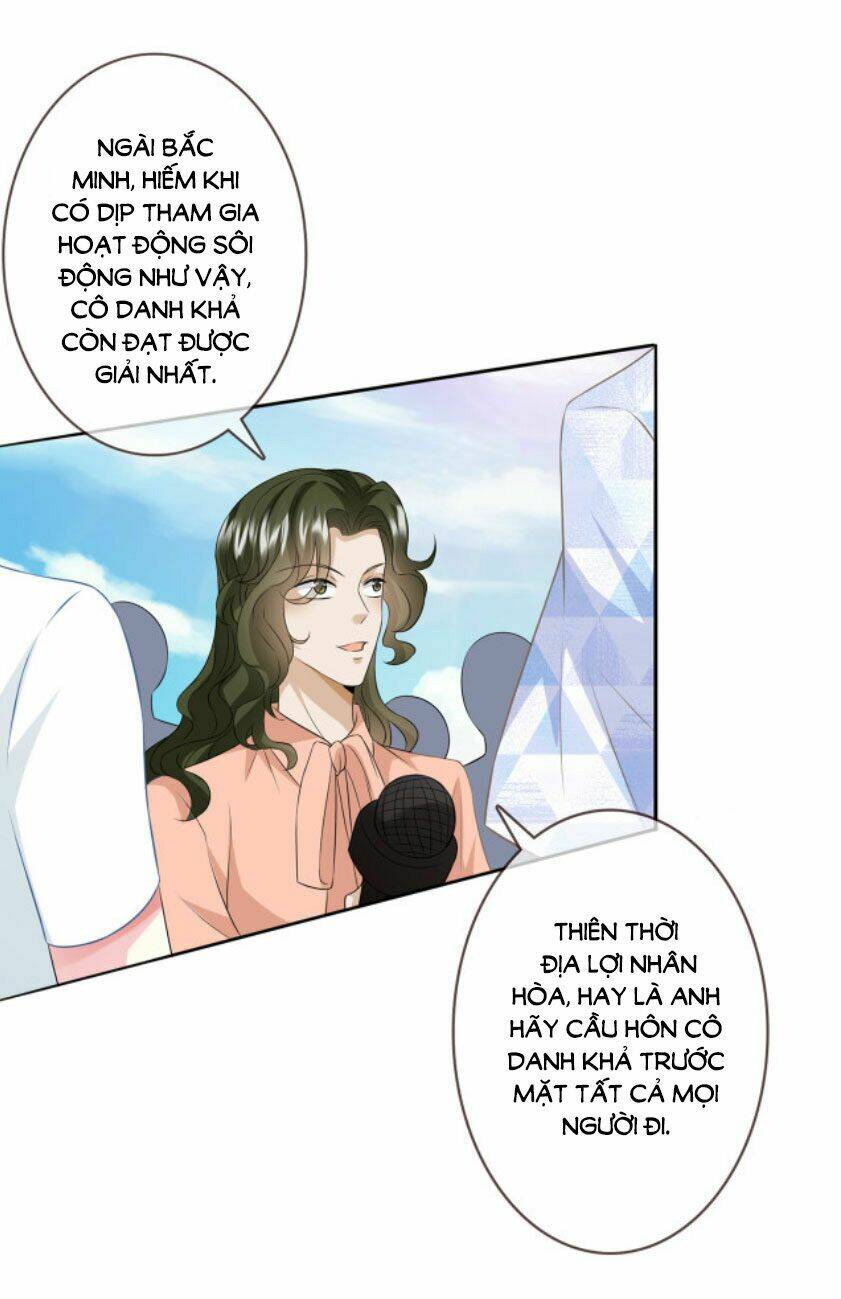 NGÀI BẮC
MINH, HIẾM KHI
CÓ DỊP THAM GIA
HOẠT ĐỘNG SÔI
ĐỘNG NHƯ VẬY,
CÔ DANH KHẢ
CÒN ĐẠT ĐƯỢC
GIẢI NHẤT.
THIÊN THỜI
ĐỊA LỢI NHÂN
HÒA, HAY LÀ ANH
HÃY CẦU HÔN CÔ
DANH KHẢ TRƯỚC
MẶT TẤT CẢ MỌI
NGƯỜI ĐI.